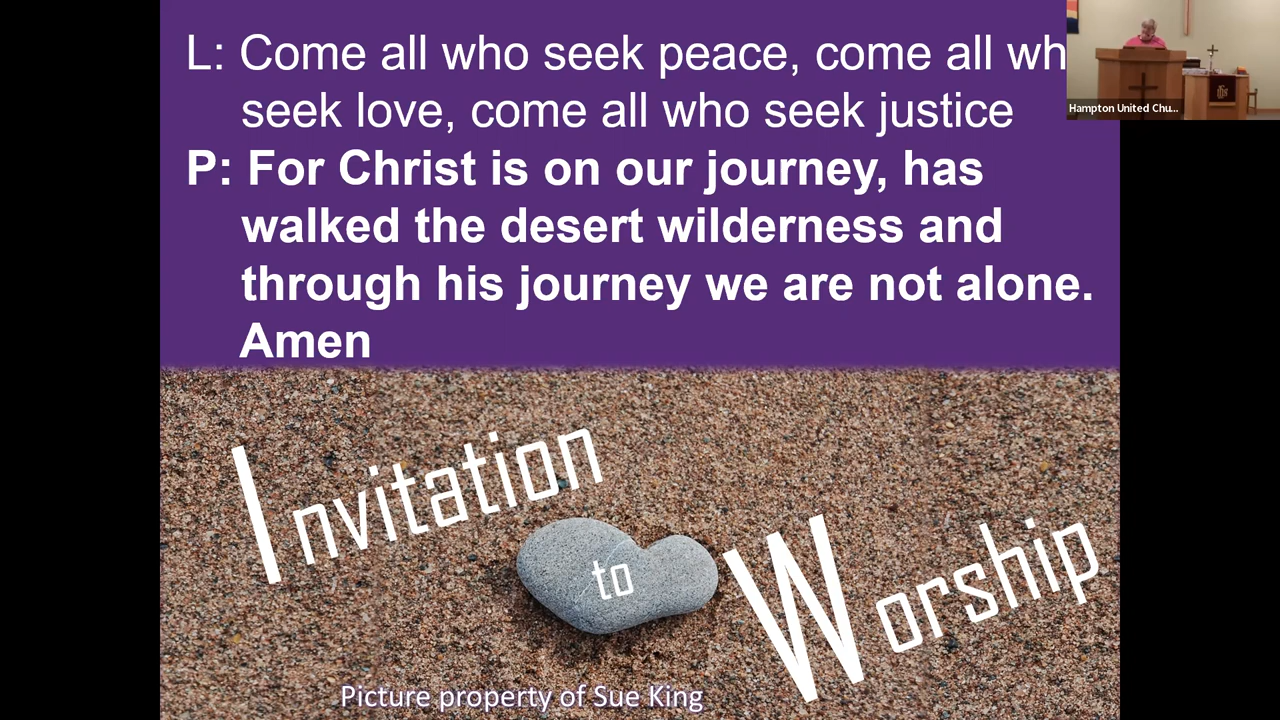 L: Come all who seek peace, come all wh
seek love, come all who seek justice
P: For Christ is on our journey, has
walked the desert wilderness and
through his journey we are not alone.
Amen
Hampton United Chu...
Invitation
to
Worship
Picture property of Sue King